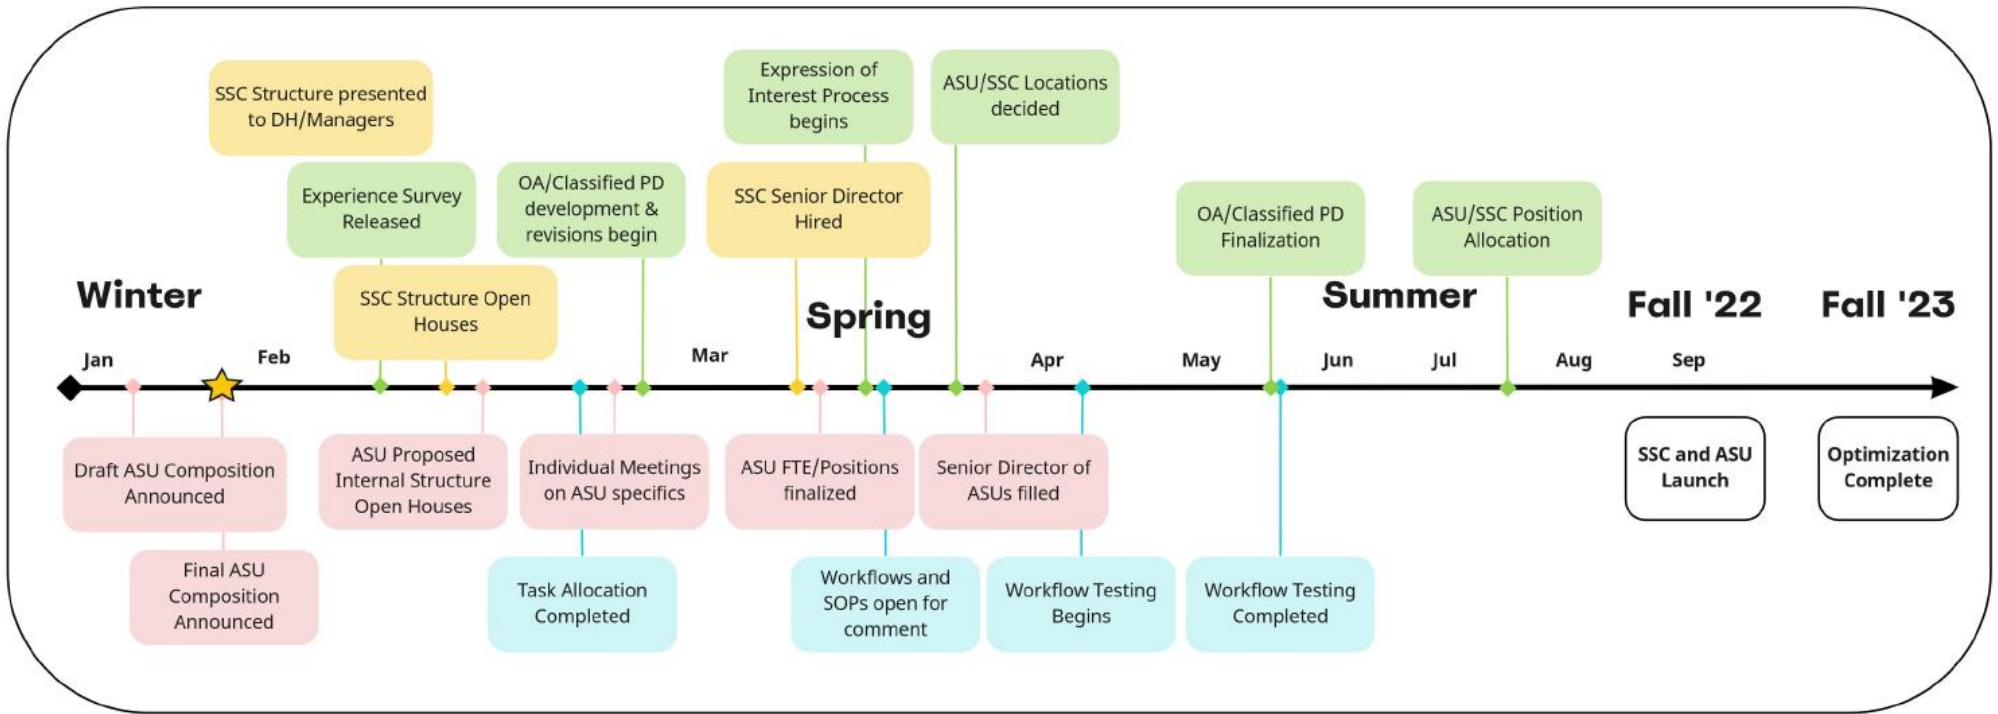 SSC Structure presented
to DH/Managers
Expression of
Interest Process
begins
ASU/SSC Locations
decided
Experience Survey
Released
OA/Classified PD
development &
revisions begin
SSC Senior Director
Hired
OA/Classified PD
Finalization
ASU/SSC Position
Allocation
SSC Structure Open
Houses
Winter
Spring
Summer
Fall '22
Fall '23
Jan
Feb
Mar
Apr
May
Jun
Jul
Aug
Sep
Draft ASU Composition
Announced
ASU Proposed
Internal Structure
Open Houses
Individual Meetings
on ASU specifics
ASU FTE/Positions
finalized
Senior Director of
ASUs filled
SSC and ASU
Launch
Optimization
Complete
Final ASU
Composition
Announced
Task Allocation
Completed
Workflows and
SOPs open for
comment
Workflow Testing
Begins
Workflow Testing
Completed